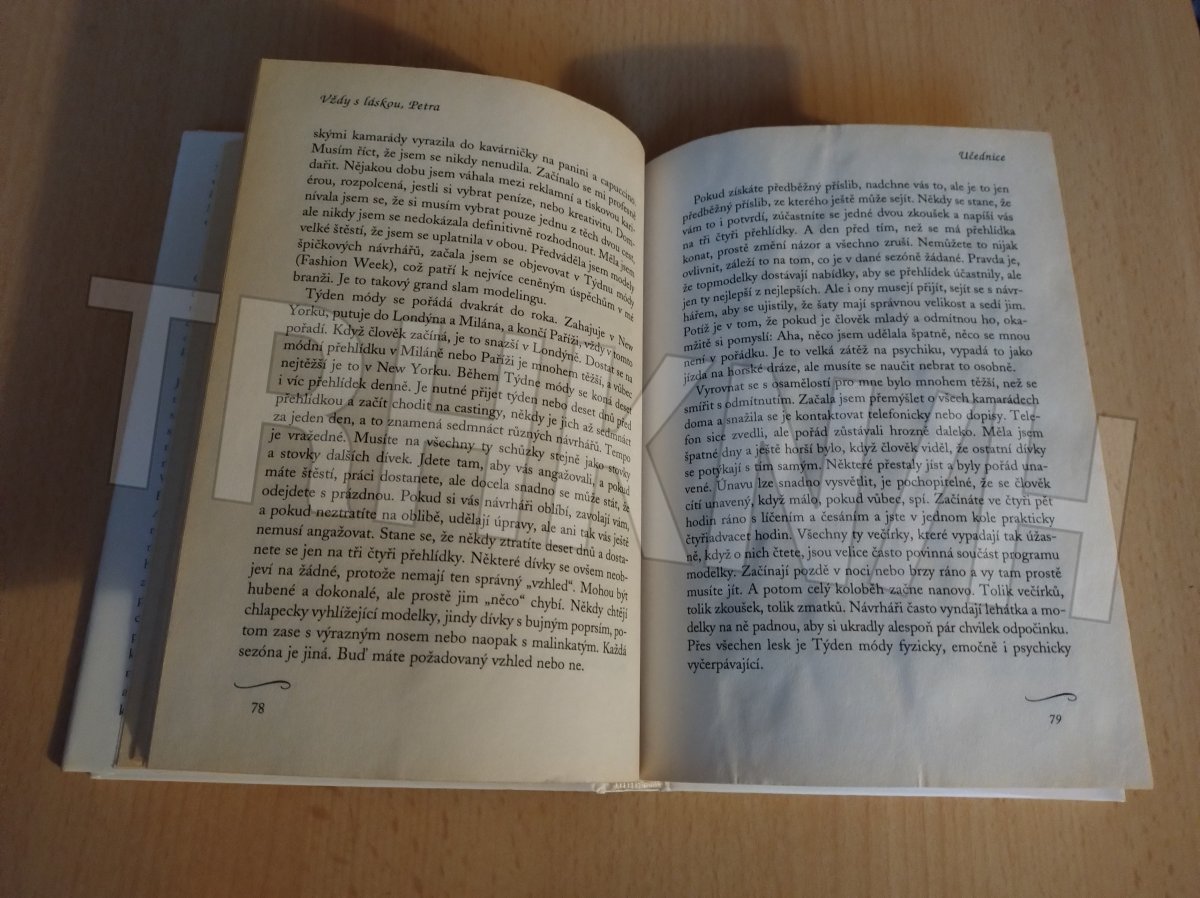 Vždy s láskou, Petra
skými kamarády vyrazila do kavárničky na panini a capuccino.
Musím říct, že jsem se nikdy nenudila. Začínalo se mi profesně
dařit. Nějakou dobu jsem váhala mezi reklamní a tiskovou kari-
érou, rozpolcená, jestli si vybrat peníze, nebo kreativitu. Dom-
nívala jsem se, že si musím vybrat pouze jednu z těch dvou cest,
ale nikdy jsem se nedokázala definitivně rozhodnout. Měla jsem
velké štěstí, že jsem se uplatnila v obou. Předváděla jsem modely
špičkových návrhářů, začala jsem se objevovat v Týdnu módy
(Fashion Week), což patří k nejvíce ceněným úspěchům v mé
branži. Je to takový grand slam modelingu.
Týden módy se pořádá dvakrát do roka. Zahajuje v New
Yorku, putuje do Londýna a Milána, a končí Paříží, vždy v tomto
pořadí. Když člověk začíná, je to snazší v Londýně. Dostat se na
módní přehlídku v Miláně nebo Paříži je mnohem těžší, a vůbec
nejtěžší je to v New Yorku. Během Týdne módy se koná deset
i víc přehlídek denně. Je nutné přijet týden nebo deset dnů před
přehlídkou a začít chodit na castingy, někdy je jich až sedmnáct
za jeden den, a to znamená sedmnáct různých návrhářů. Tempo
je vražedné. Musíte na všechny ty schůzky stejně jako stovky
a stovky dalších dívek. Jdete tam, aby vás angažovali, a pokud
máte štěstí, práci dostanete, ale docela snadno se může stát, že
odejdete s prázdnou. Pokud si vás návrháři oblíbí, zavolají vám,
a pokud neztratíte na oblibě, udělají úpravy, ale ani tak vás ještě
nemusí angažovat. Stane se, že někdy ztratíte deset dnů a dosta-
nete se jen na tři čtyři přehlídky. Některé dívky se ovšem neob-
jeví na žádné, protože nemají ten správný „vzhled“. Mohou být
hubené a dokonalé, ale prostě jim „něco“ chybí. Někdy chtějí
chlapecky vyhlížející modelky, jindy dívky s bujným poprsím, po-
tom zase s výrazným nosem nebo naopak s malinkatým. Každá
sezóna je jiná. Buď máte požadovaný vzhled nebo ne.
78
Učednice
Pokud získáte předběžný příslib, nadchne vás to, ale je to jen
předběžný příslib, ze kterého ještě může sejít. Někdy se stane, že
vám to i potvrdí, zúčastníte se jedné dvou zkoušek a napíši vás
na tři čtyři přehlídky. A den před tím, než se má přehlídka
konat, prostě změní názor a všechno zruší. Nemůžete to nijak
ovlivnit, záleží to na tom, co je v dané sezóně žádané. Pravda je,
že topmodelky dostávají nabídky, aby se přehlídek účastnily, ale
jen ty nejlepší z nejlepších. Ale i ony musejí přijít, sejít se s návr-
hářem, aby se ujistily, že šaty mají správnou velikost a sedí jim.
Potíž je v tom, že pokud je člověk mladý a odmítnou ho, oka-
mžitě si pomyslí: Aha, něco jsem udělala špatně, něco se mnou
není v pořádku. Je to velká zátěž na psychiku, vypadá to jako
jízda na horské dráze, ale musíte se naučit nebrat to osobně.
Vyrovnat se s osamělostí pro mne bylo mnohem těžší, než se
smířit s odmítnutím. Začala jsem přemýšlet o všech kamarádech
doma a snažila se je kontaktovat telefonicky nebo dopisy. Tele-
fon sice zvedli, ale pořád zůstávali hrozně daleko. Měla jsem
špatné dny a ještě horší bylo, když člověk viděl, že ostatní dívky
se potýkají s tím samým. Některé přestaly jíst a byly pořád una-
vené. Únavu lze snadno vysvětlit, je pochopitelné, že se člověk
cítí unavený, když málo, pokud vůbec, spí. Začínáte ve čtyři pět
hodin ráno s líčením a česáním a jste v jednom kole prakticky
čtyřiadvacet hodin. Všechny ty večírky, které vypadají tak úžas-
ně, když o nich čtete, jsou velice často povinná součást programu
modelky. Začínají pozdě v noci nebo brzy ráno a vy tam prostě
musíte jít. A potom celý koloběh začne nanovo. Tolik večírků,
tolik zkoušek, tolik zmatků. Návrháři často vyndají lehátka a mo-
delky na ně padnou, aby si ukradly alespoň pár chvilek odpočinku.
Přes všechen lesk je Týden módy fyzicky, emočně i psychicky
vyčerpávající.
79